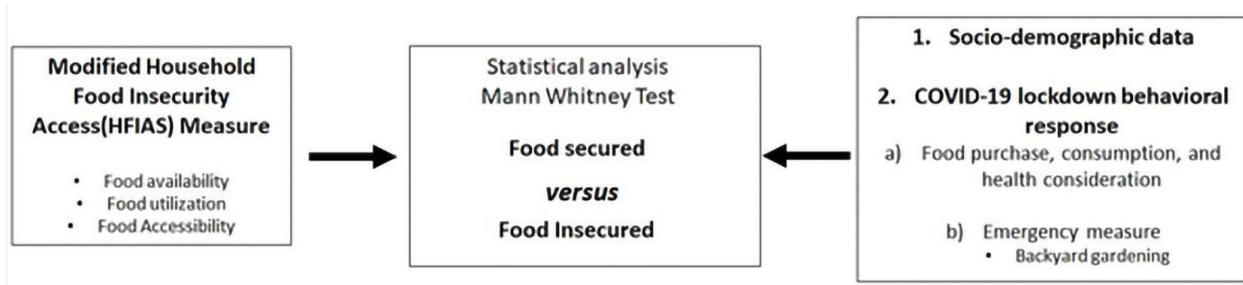 Modified Household
Food Insecurity
Access(HFIAS) Measure
• Food availability
• Food utilization
• Food Accessibility
Statistical analysis
Mann Whitney Test
Food secured
versus
Food Insecured
1. Socio-demographic data
2. COVID-19 lockdown behavioral
response
a) Food purchase, consumption, and
health consideration
b) Emergency measure
• Backyard gardening